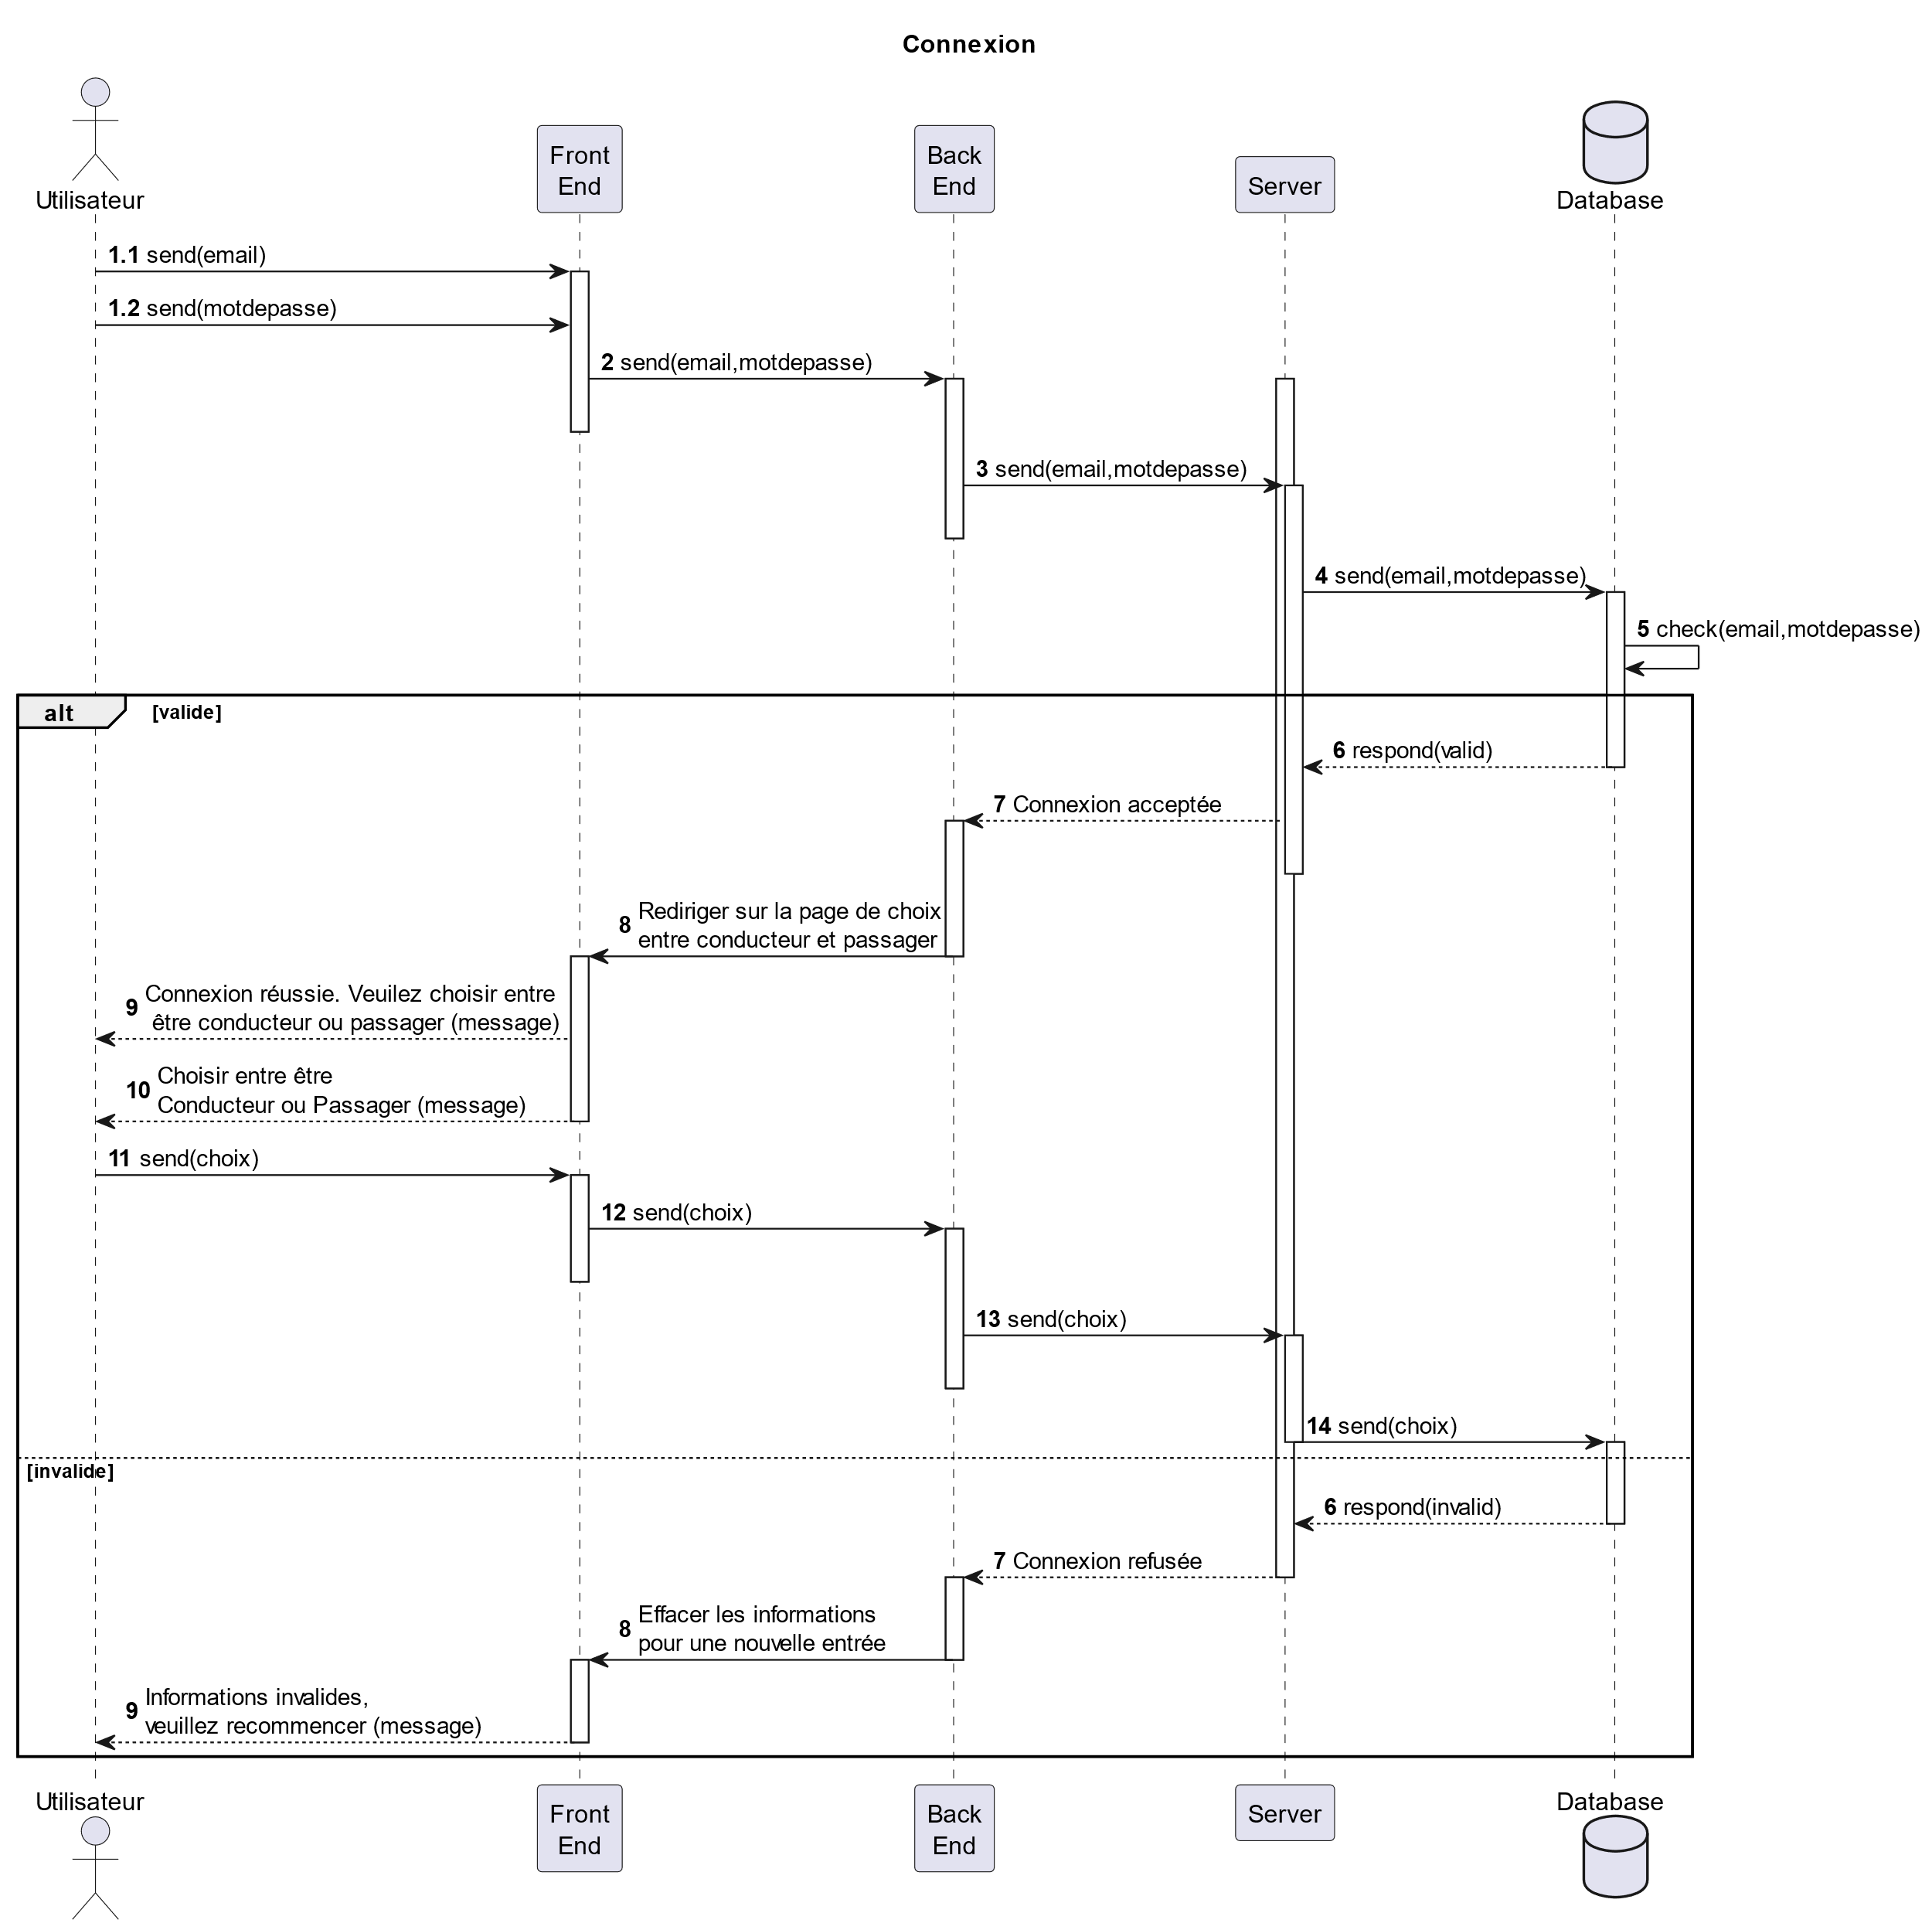 Connexion
Utilisateur
Front
End
Back
End
Server
Database
1.1 send(email)
1.2 send(motdepasse)
2 send(email,motdepasse)
3 send(email,motdepasse)
4 send(email,motdepasse)
5 check(email,motdepasse)
alt [valide]
6 respond(valid)
7 Connexion acceptée
8 Rediriger sur la page de choix
entre conducteur et passager
9 Connexion réussie. Veuilez choisir entre
être conducteur ou passager (message)
10 Choisir entre être
Conducteur ou Passager (message)
11 send(choix)
12 send(choix)
13 send(choix)
14 send(choix)
[invalide]
6 respond(invalid)
7 Connexion refusée
8 Effacer les informations
pour une nouvelle entrée
9 Informations invalides,
veuillez recommencer (message)
Utilisateur
Front
End
Back
End
Server
Database